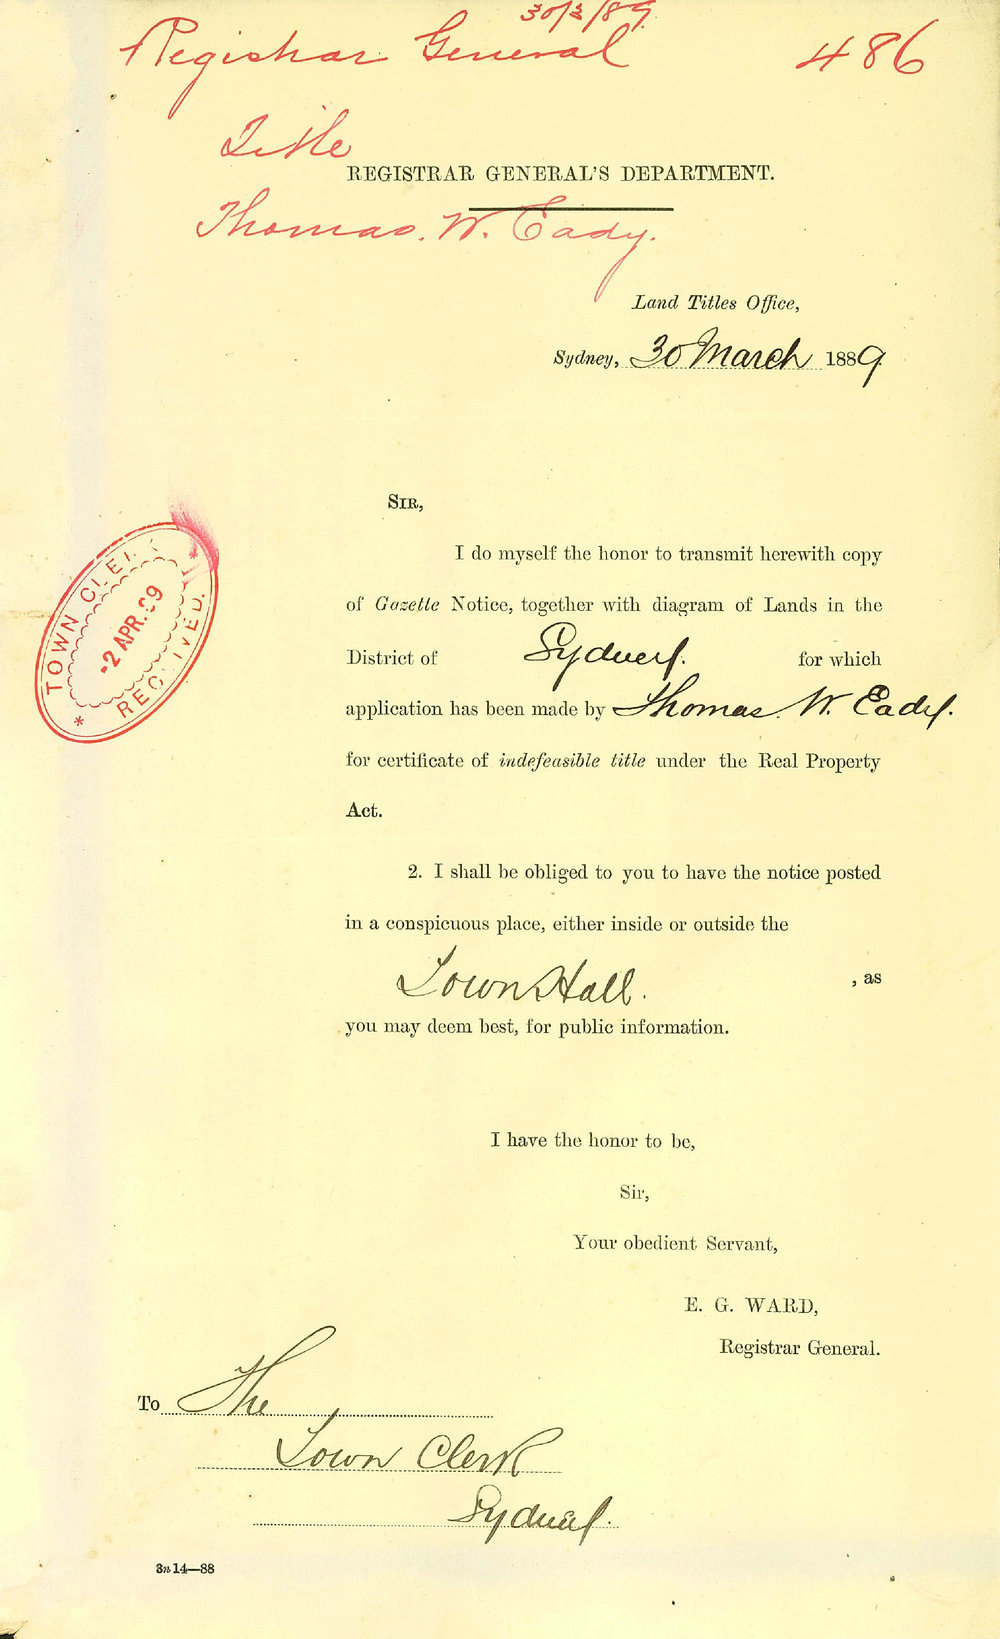 30/3/89
Registrar General 486
Title
REGISTRAR GENERAL'S DEPARTMENT.
Thomas. W. Eady.
Land Titles Office,
Sydney, 30 March 1889.
SIR,
I do myself the honor to transmit herewith copy
of Gazette Notice, together with diagram of Lands in the
District of Sydney. for which
application has been made by Thomas. W. Eady.
for certificate of indefeasible title under the Real Property
Act.
TOWN CLERK
-2 APR.89
* RECEIVED.
2. I shall be obliged to you to have the notice posted
in a conspicuous place, either inside or outside the
Town Hall. , as
you may deem best, for public information.
I have the honor to be,
Sir,
Your obedient Servant,
E. G. WARD,
Registrar General.
To The
Town Clerk
Sydney.
3n14—88